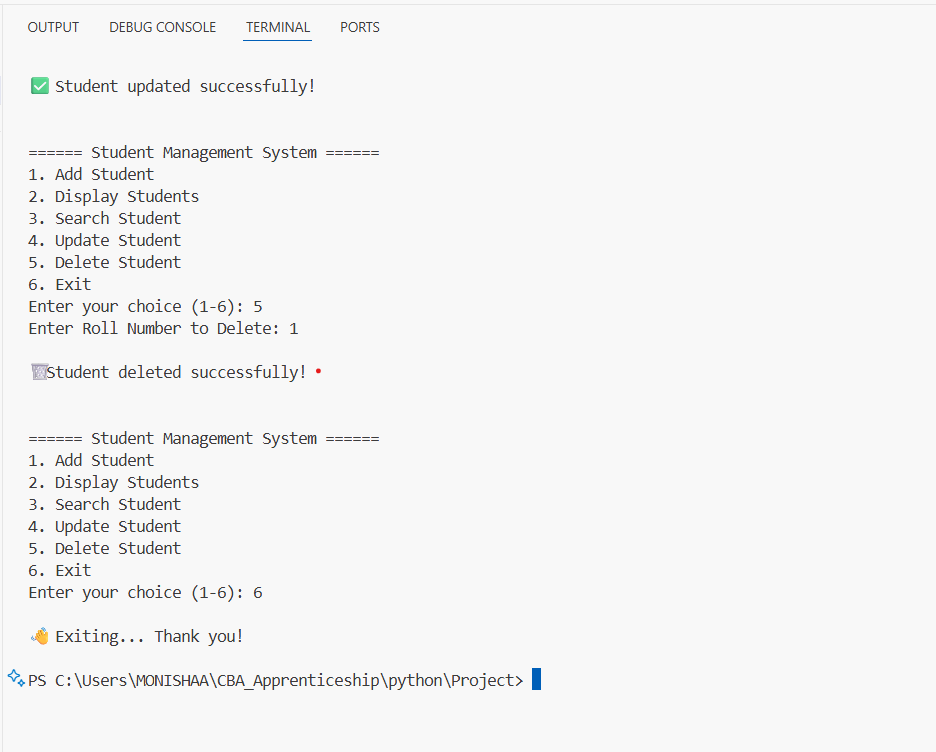 OUTPUT DEBUG CONSOLE TERMINAL PORTS
✅ Student updated successfully!
====== Student Management System ======
1. Add Student
2. Display Students
3. Search Student
4. Update Student
5. Delete Student
6. Exit
Enter your choice (1-6): 5
Enter Roll Number to Delete: 1
🗑Student deleted successfully!
====== Student Management System ======
1. Add Student
2. Display Students
3. Search Student
4. Update Student
5. Delete Student
6. Exit
Enter your choice (1-6): 6
👋 Exiting... Thank you!
PS C:\Users\MONISHAA\CBA_Apprenticeship\python\Project>